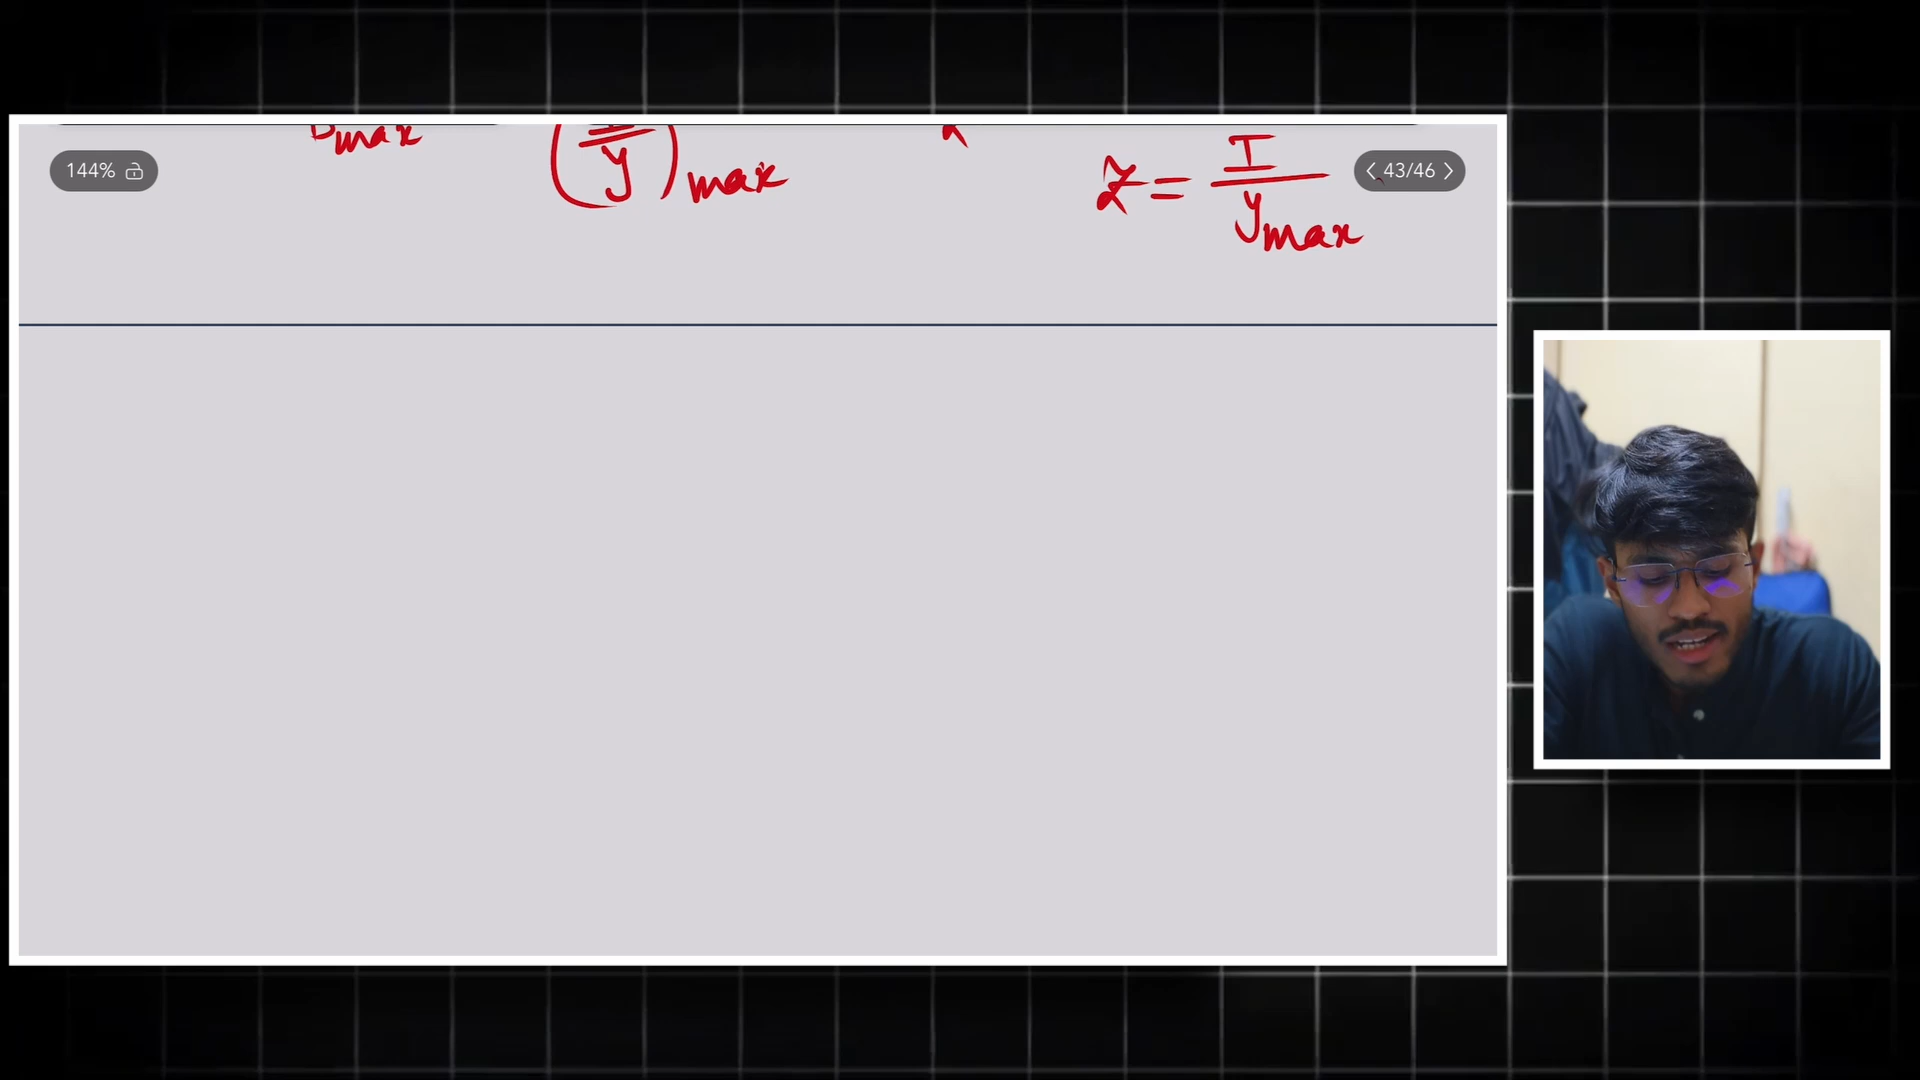 max
144%
y
max
Z = I / ymax
< 43/46 >